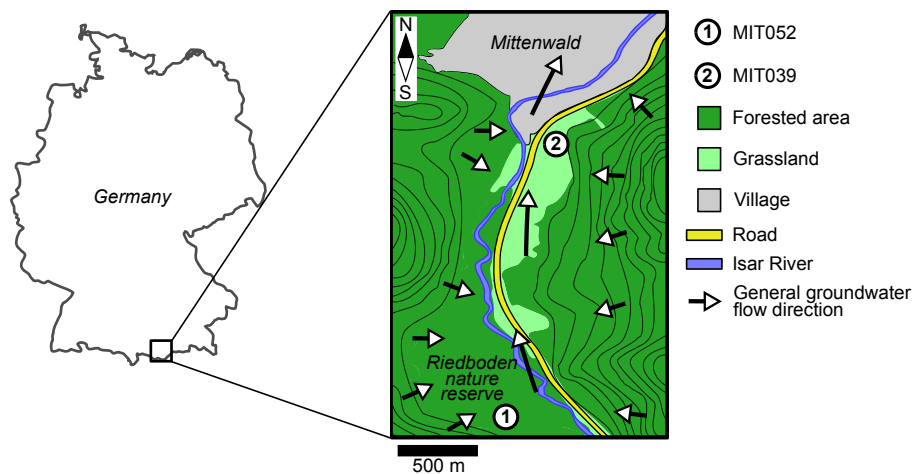 Germany
N
S
Mittenwald
2
Riedboden
nature
reserve
1
500 m
1 MIT052
2 MIT039
Forested area
Grassland
Village
Road
Isar River
General groundwater
flow direction